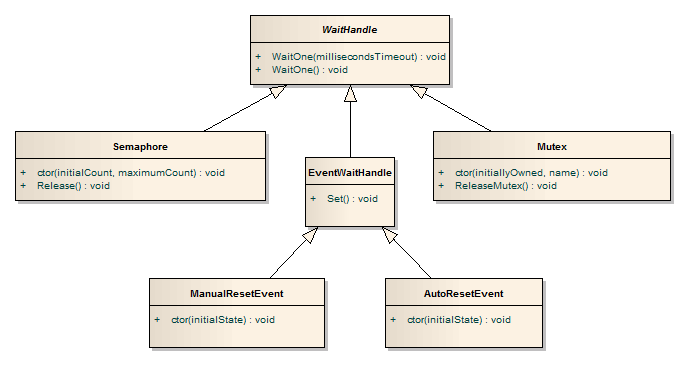 WaitHandle
+ WaitOne(millisecondsTimeout) : void
+ WaitOne() : void
Semaphore
+ ctor(initialCount, maximumCount) : void
+ Release() : void
EventWaitHandle
+ Set() : void
Mutex
+ ctor(initiallyOwned, name) : void
+ ReleaseMutex() : void
ManualResetEvent
+ ctor(initialState) : void
AutoResetEvent
+ ctor(initialState) : void